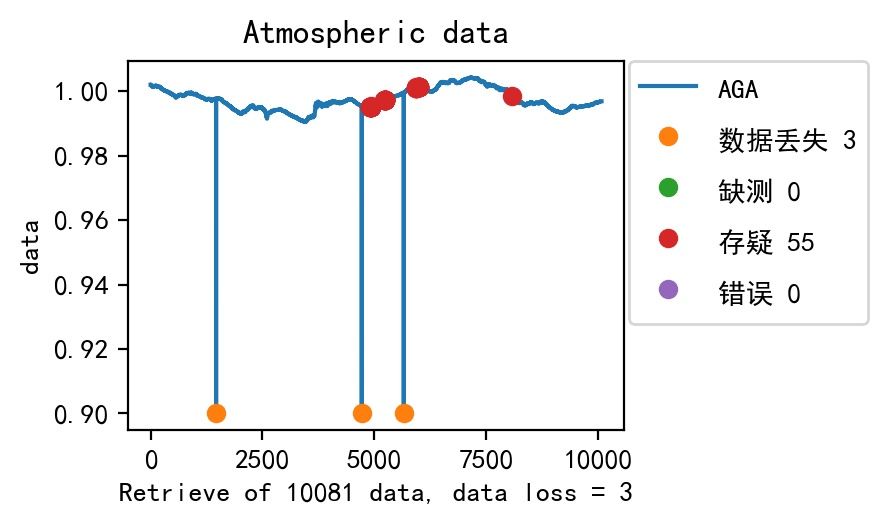 Atmospheric data
data
1.00
0.98
0.96
0.94
0.92
0.90
0
2500
5000
7500
10000
Retrieve of 10081 data, data loss = 3
AGA
数据丢失 3
缺测 0
存疑 55
错误 0